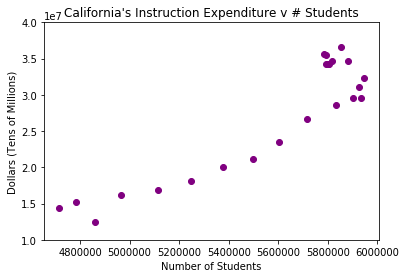 California's Instruction Expenditure v # Students
1e7
4.0
3.5
3.0
2.5
2.0
1.5
1.0
Dollars (Tens of Millions)
4800000 5000000 5200000 5400000 5600000 5800000 6000000
Number of Students